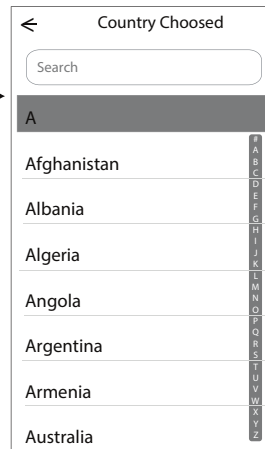 Country Choosed
Search
A
Afghanistan
Albania
Algeria
Angola
Argentina
Armenia
Australia
#
A
B
C
D
E
F
G
H
I
J
K
L
M
N
O
P
Q
R
S
T
U
V
W
X
Y
Z